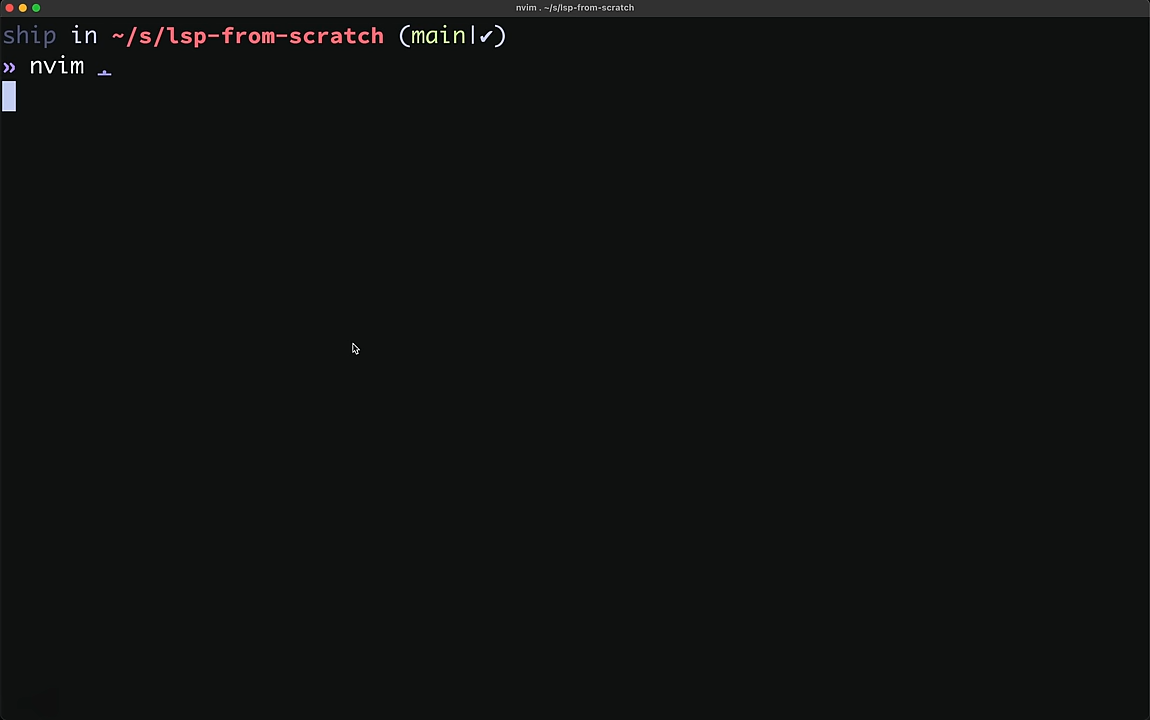 nvim . ~/s/lsp-from-scratch
ship in ~/s/lsp-from-scratch (main|✔)
» nvim .